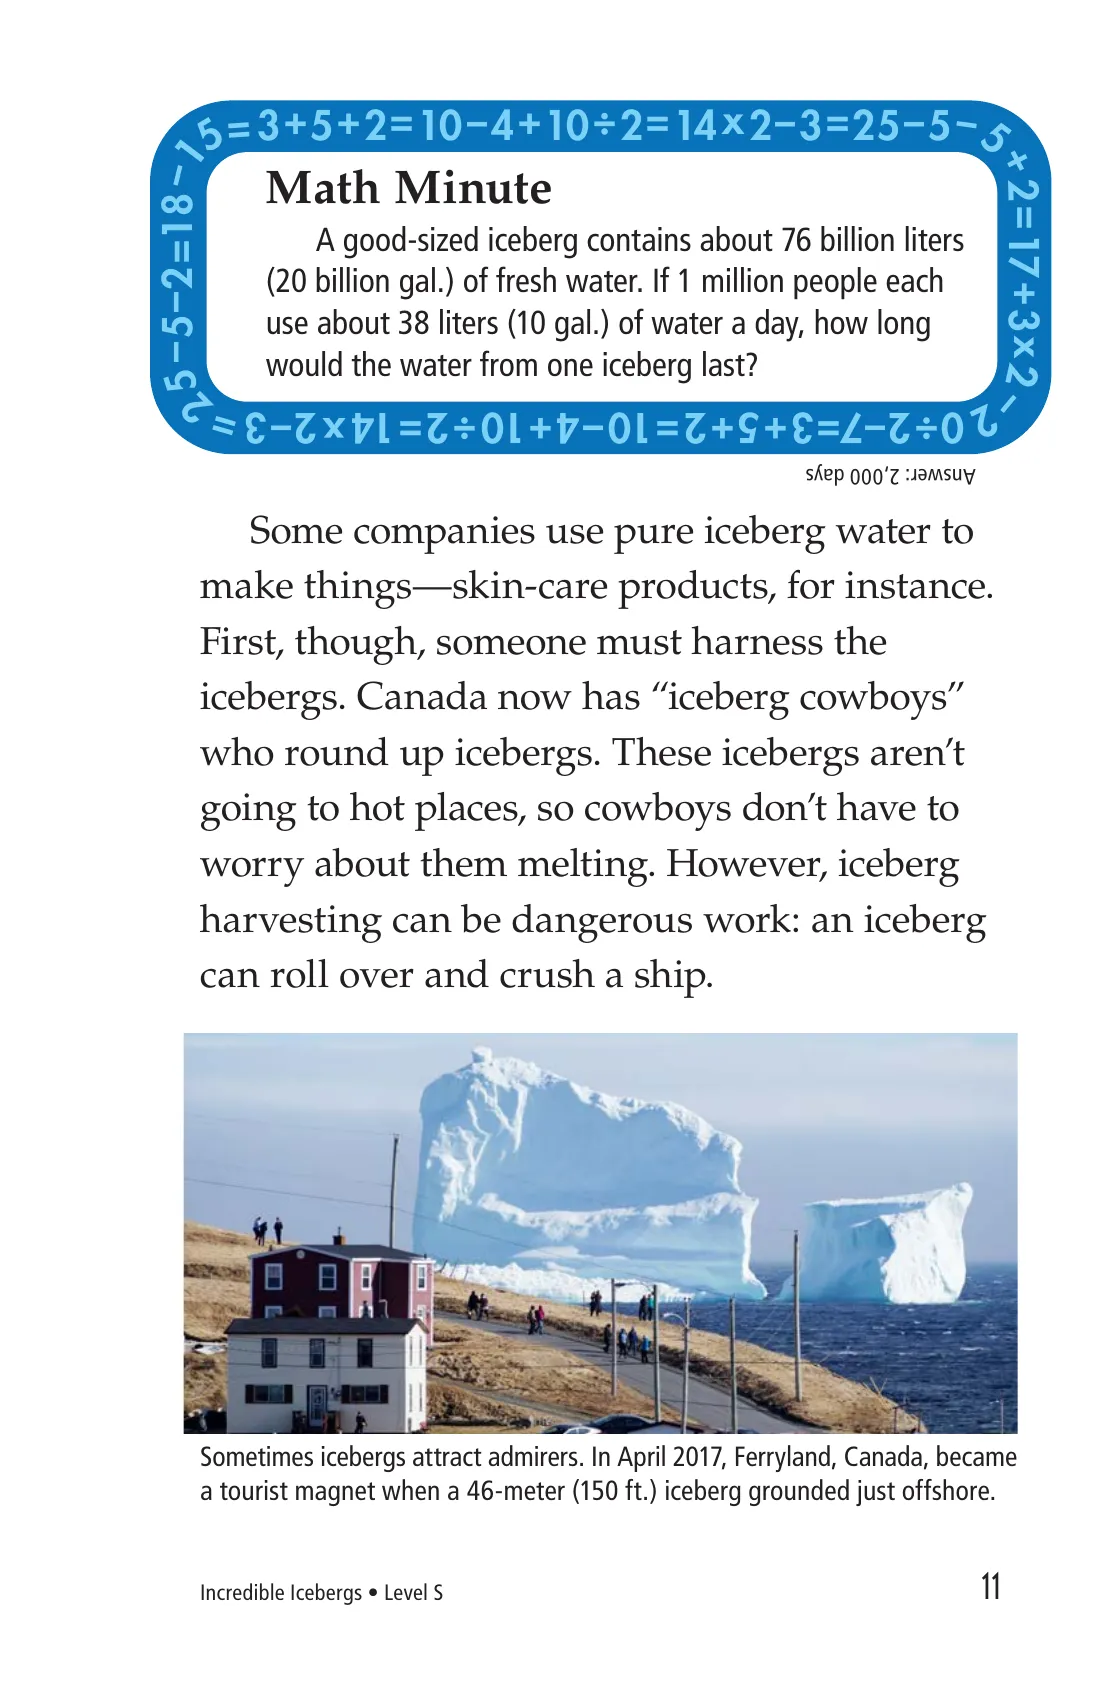 5=3+5+2=10−4+10÷2=14x2−3=25−5−5+2=17+3x2−
25−5−2=18−1
20÷2−7=3+5+2=10−4+10÷2=14x2−3=
Math Minute
A good-sized iceberg contains about 76 billion liters
(20 billion gal.) of fresh water. If 1 million people each
use about 38 liters (10 gal.) of water a day, how long
would the water from one iceberg last?
Answer: 2,000 days
Some companies use pure iceberg water to
make things—skin-care products, for instance.
First, though, someone must harness the
icebergs. Canada now has “iceberg cowboys”
who round up icebergs. These icebergs aren’t
going to hot places, so cowboys don’t have to
worry about them melting. However, iceberg
harvesting can be dangerous work: an iceberg
can roll over and crush a ship.
Sometimes icebergs attract admirers. In April 2017, Ferryland, Canada, became
a tourist magnet when a 46-meter (150 ft.) iceberg grounded just offshore.
Incredible Icebergs • Level S
11